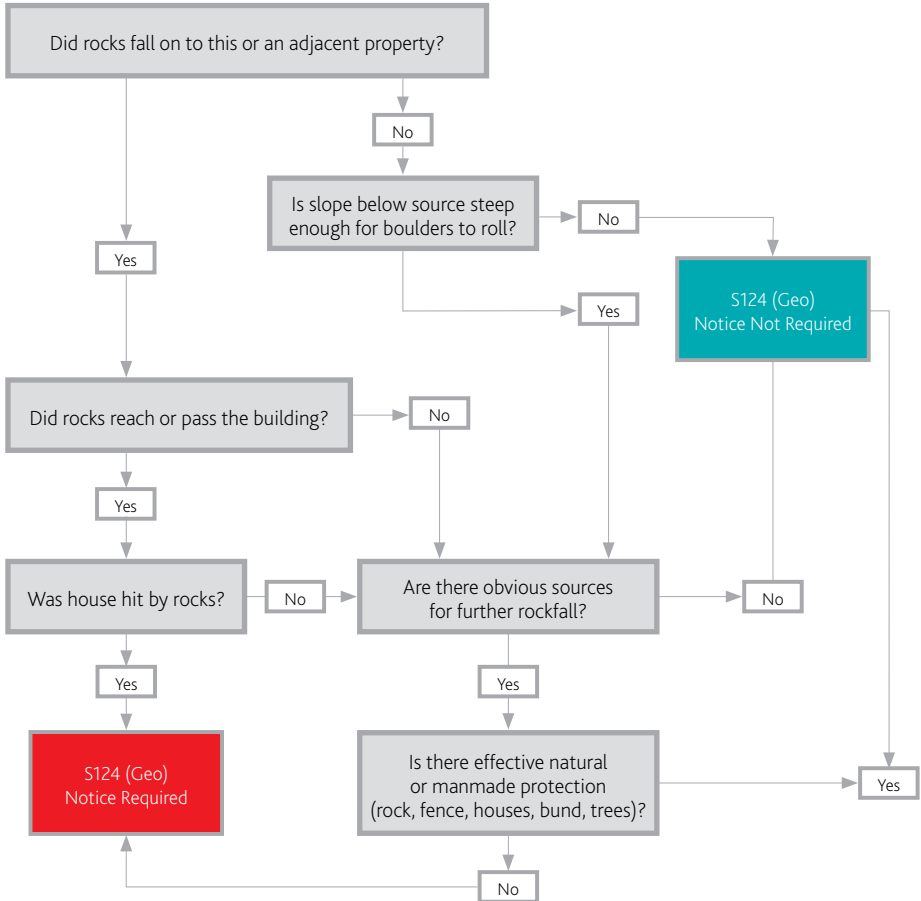 Did rocks fall on to this or an adjacent property?
No
Is slope below source steep
enough for boulders to roll?
No
Yes
S124 (Geo)
Notice Not Required
Yes
Did rocks reach or pass the building?
No
Yes
Was house hit by rocks?
No
Are there obvious sources
for further rockfall?
No
Yes
Yes
S124 (Geo)
Notice Required
Is there effective natural
or manmade protection
(rock, fence, houses, bund, trees)?
Yes
No